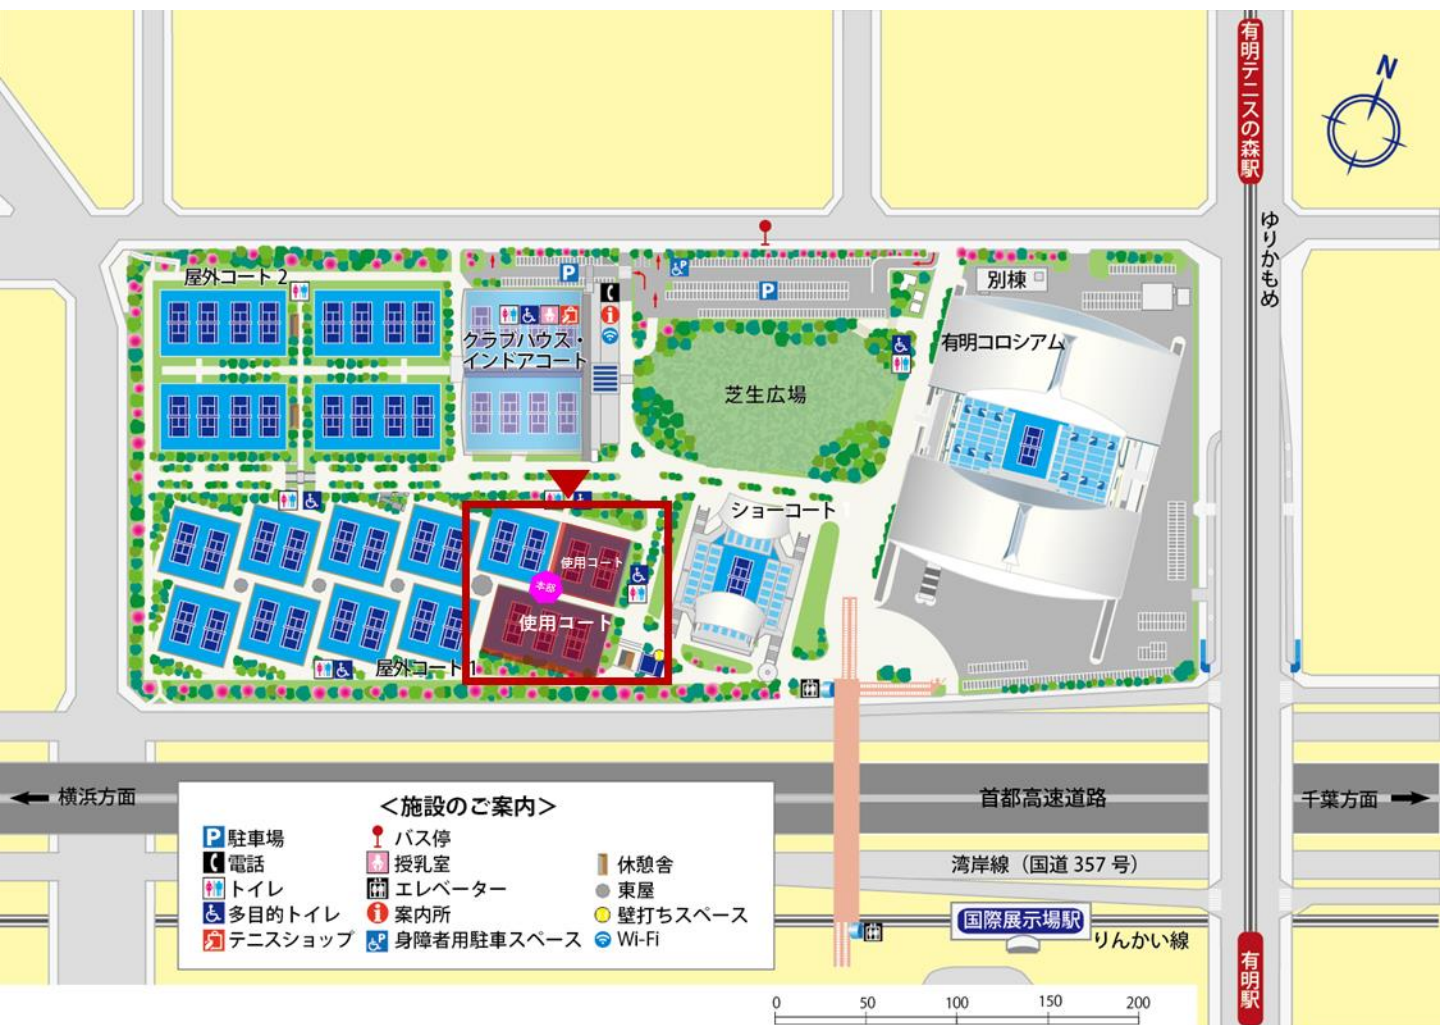 有明テニスの森駅
N
ゆりかもめ
屋外コート 2
P
P
P
別棟
クラブハウス・
インドアコート
芝生広場
有明コロシアム
ショーコート 1
使用コート
本部
使用コート
屋外コート 1
横浜方面
首都高速道路
千葉方面
＜施設のご案内＞
P 駐車場
電話
トイレ
多目的トイレ
テニスショップ
バス停
授乳室
エレベーター
案内所
P 身障者用駐車スペース
休憩舎
東屋
壁打ちスペース
Wi-Fi
湾岸線（国道 357 号）
国際展示場駅
りんかい線
有明駅
0 50 100 150 200